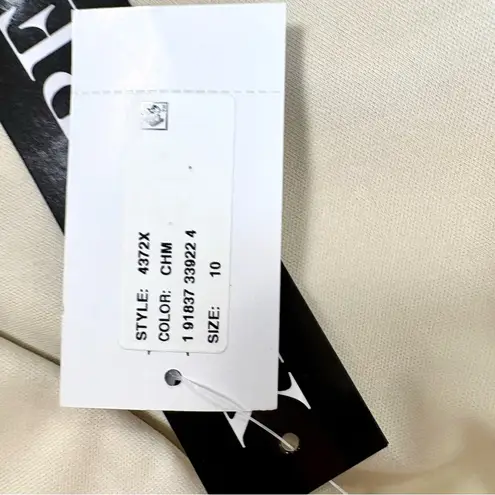 STYLE: 4372X
COLOR: CHM
1 91837 33922 4
SIZE: 10